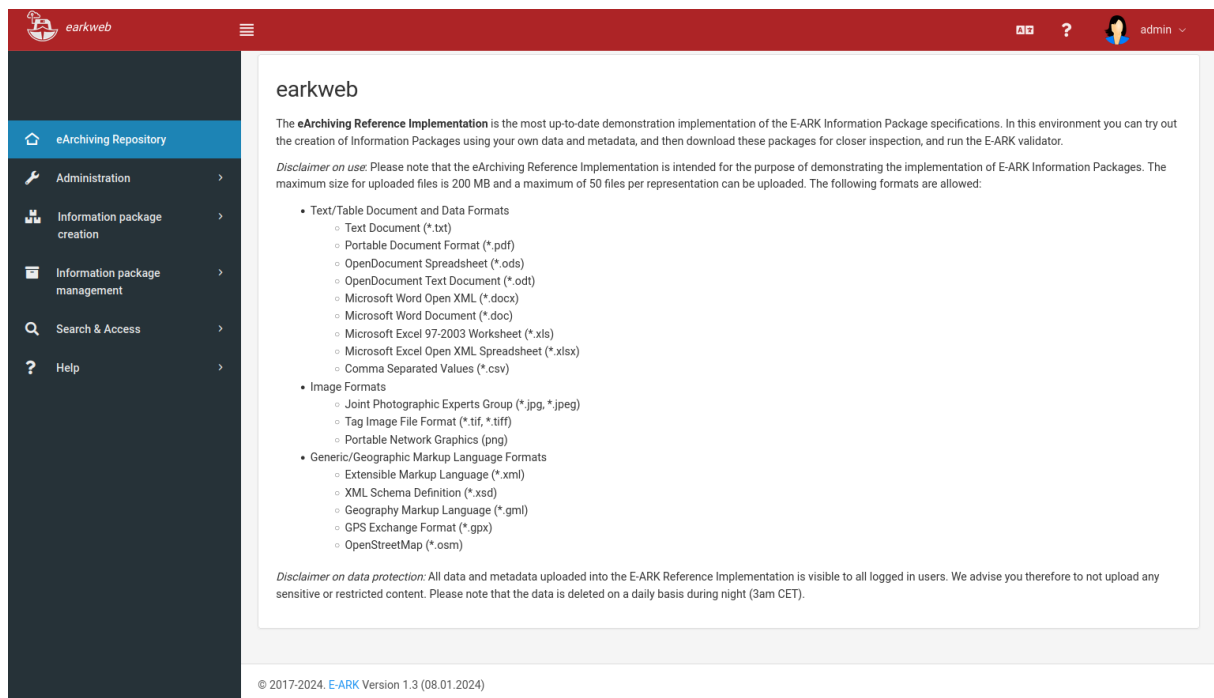 earkweb
admin
eArchiving Repository
Administration
Information package
creation
Information package
management
Search & Access
? Help
earkweb
The eArchiving Reference Implementation is the most up-to-date demonstration implementation of the E-ARK Information Package specifications. In this environment you can try out
the creation of Information Packages using your own data and metadata, and then download these packages for closer inspection, and run the E-ARK validator.
Disclaimer on use: Please note that the eArchiving Reference Implementation is intended for the purpose of demonstrating the implementation of E-ARK Information Packages. The
maximum size for uploaded files is 200 MB and a maximum of 50 files per representation can be uploaded. The following formats are allowed:
• Text/Table Document and Data Formats
◦ Text Document (*.txt)
◦ Portable Document Format (*.pdf)
◦ OpenDocument Spreadsheet (*.ods)
◦ OpenDocument Text Document (*.odt)
◦ Microsoft Word Open XML (*.docx)
◦ Microsoft Word Document (*.doc)
◦ Microsoft Excel 97-2003 Worksheet (*.xls)
◦ Microsoft Excel Open XML Spreadsheet (*.xlsx)
◦ Comma Separated Values (*.csv)
• Image Formats
◦ Joint Photographic Experts Group (*.jpg, *.jpeg)
◦ Tag Image File Format (*.tif, *.tiff)
◦ Portable Network Graphics (png)
• Generic/Geographic Markup Language Formats
◦ Extensible Markup Language (*.xml)
◦ XML Schema Definition (*.xsd)
◦ Geography Markup Language (*.gml)
◦ GPS Exchange Format (*.gpx)
◦ OpenStreetMap (*.osm)
Disclaimer on data protection: All data and metadata uploaded into the E-ARK Reference Implementation is visible to all logged in users. We advise you therefore to not upload any
sensitive or restricted content. Please note that the data is deleted on a daily basis during night (3am CET).
© 2017-2024. E-ARK Version 1.3 (08.01.2024)